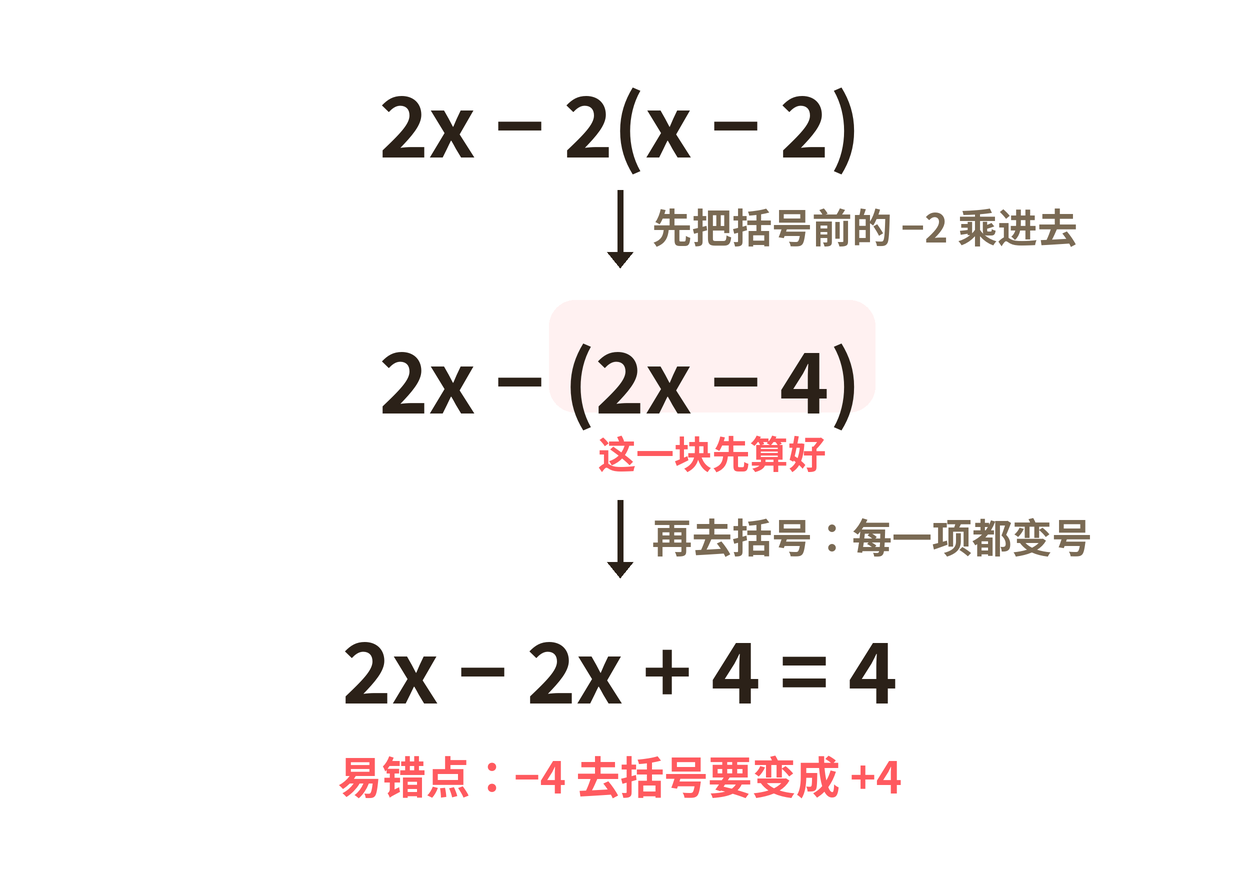 2x − 2(x − 2)
先把括号前的 −2 乘进去
2x − (2x − 4)
这一块先算好
再去括号：每一项都变号
2x − 2x + 4 = 4
易错点：−4 去括号要变成 +4